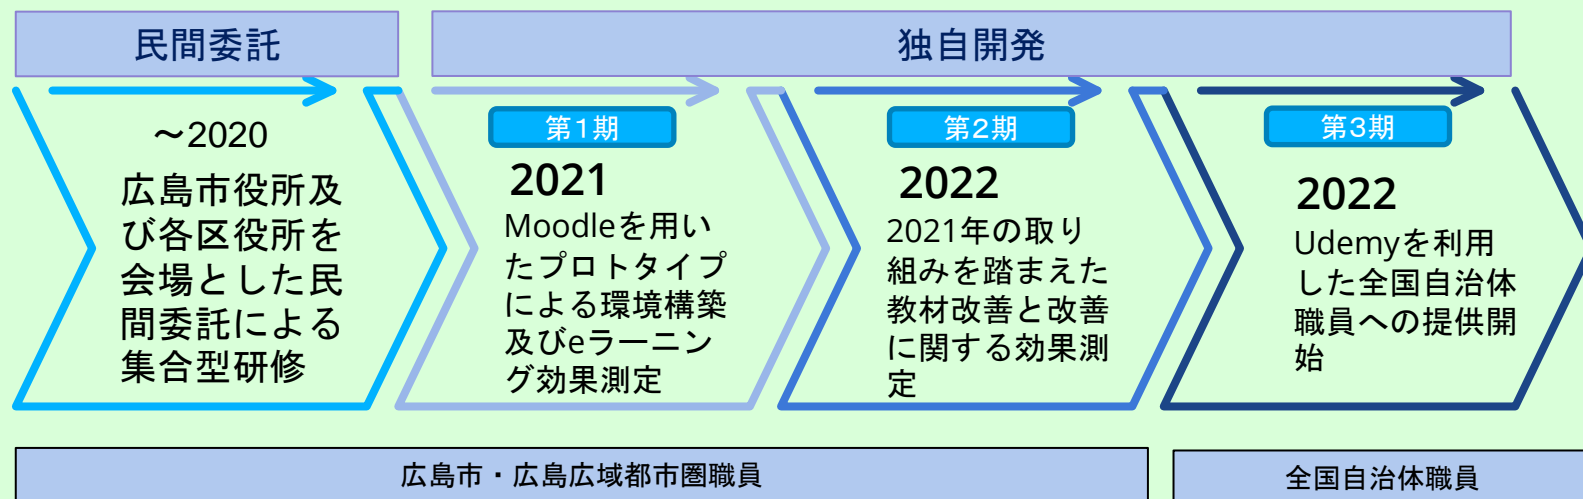 民間委託
独自開発
～2020
広島市役所及
び各区役所を
会場とした民
間委託による
集合型研修
第1期
2021
Moodleを用い
たプロトタイプ
による環境構築
及びeラーニン
グ効果測定
第2期
2022
2021年の取り
組みを踏まえた
教材改善と改善
に関する効果測
定
第3期
2022
Udemyを利用
した全国自治体
職員への提供開
始
広島市・広島広域都市圏職員
全国自治体職員